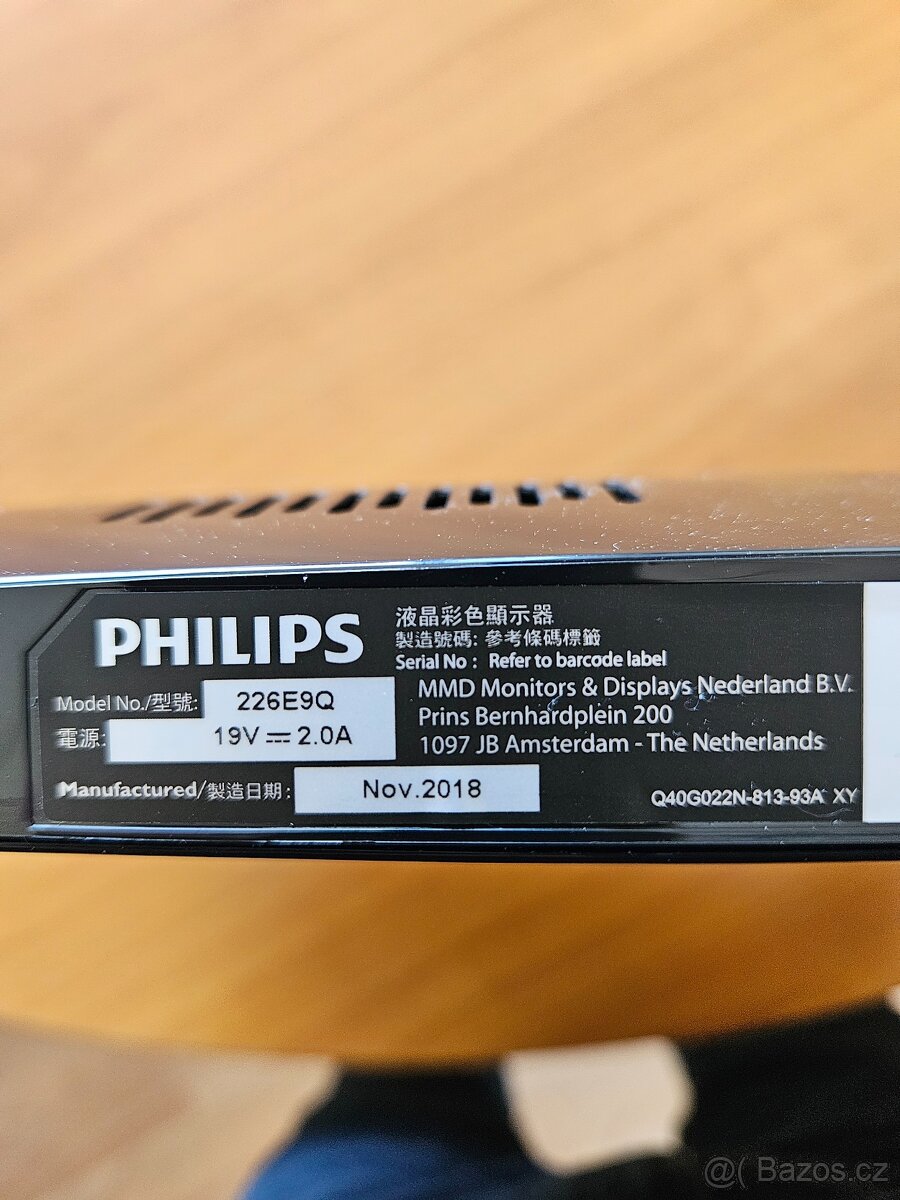 PHILIPS
液晶彩色顯示器
製造號碼: 參考條碼標籤
Serial No : Refer to barcode label
Model No./型號: 226E9Q
電源: 19V ⎓ 2.0A
MMD Monitors & Displays Nederland B.V.
Prins Bernhardplein 200
1097 JB Amsterdam - The Netherlands
Manufactured/製造日期: Nov.2018
Q40G022N-813-93A XY
@( Bazos.cz